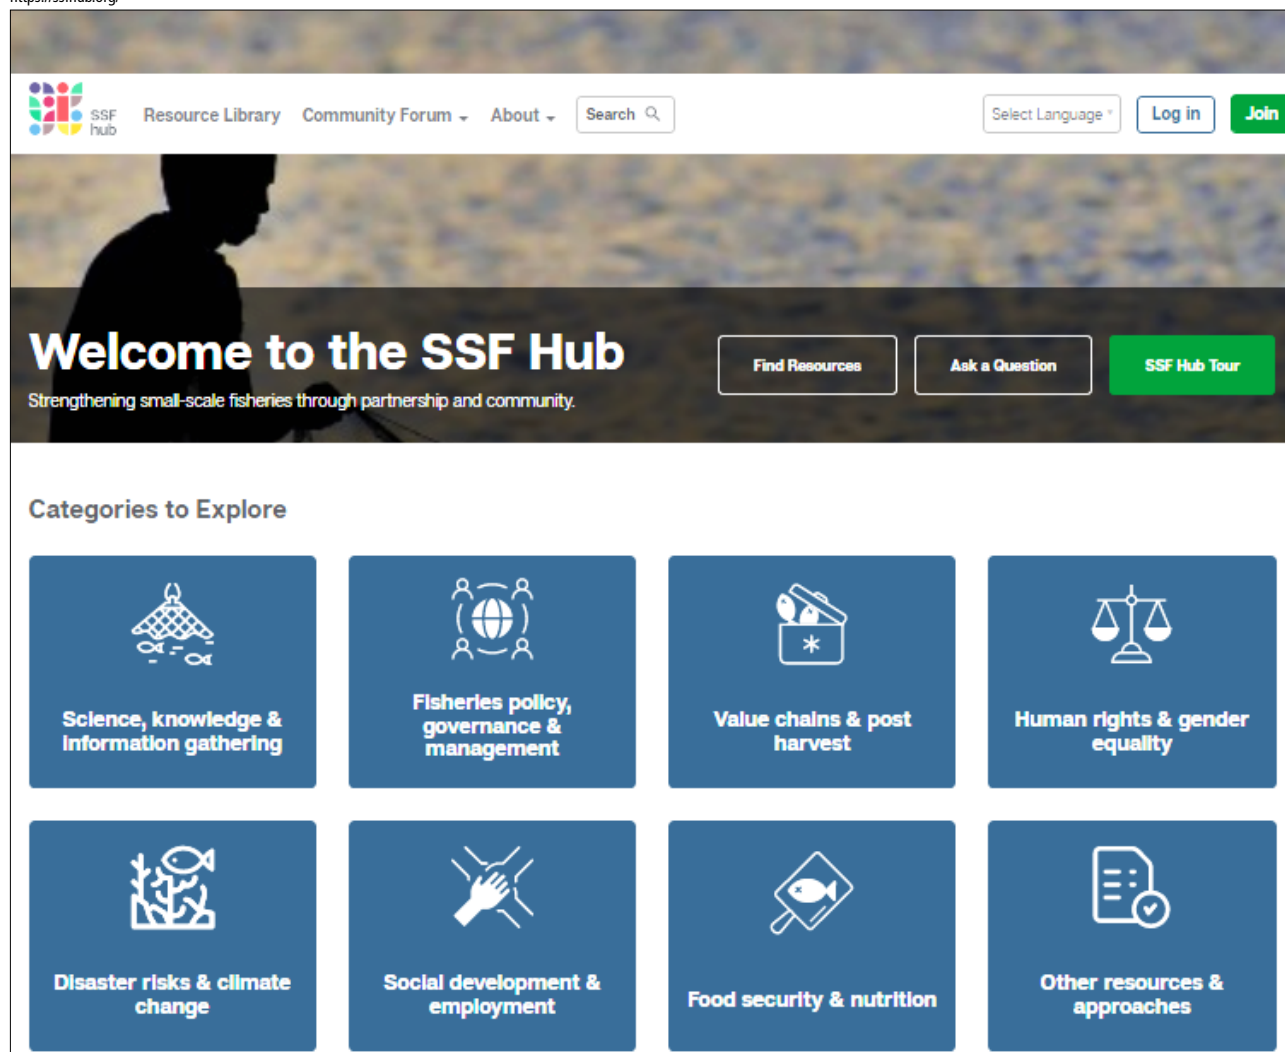 https://ssfhub.org/
SSF
hub
Resource Library
Community Forum
About
Search
Select Language
Log in
Join
Welcome to the SSF Hub
Strengthening small-scale fisheries through partnership and community.
Find Resources
Ask a Question
SSF Hub Tour
Categories to Explore
Science, knowledge &
information gathering
Fisheries policy,
governance &
management
Value chains & post
harvest
Human rights & gender
equality
Disaster risks & climate
change
Social development &
employment
Food security & nutrition
Other resources &
approaches